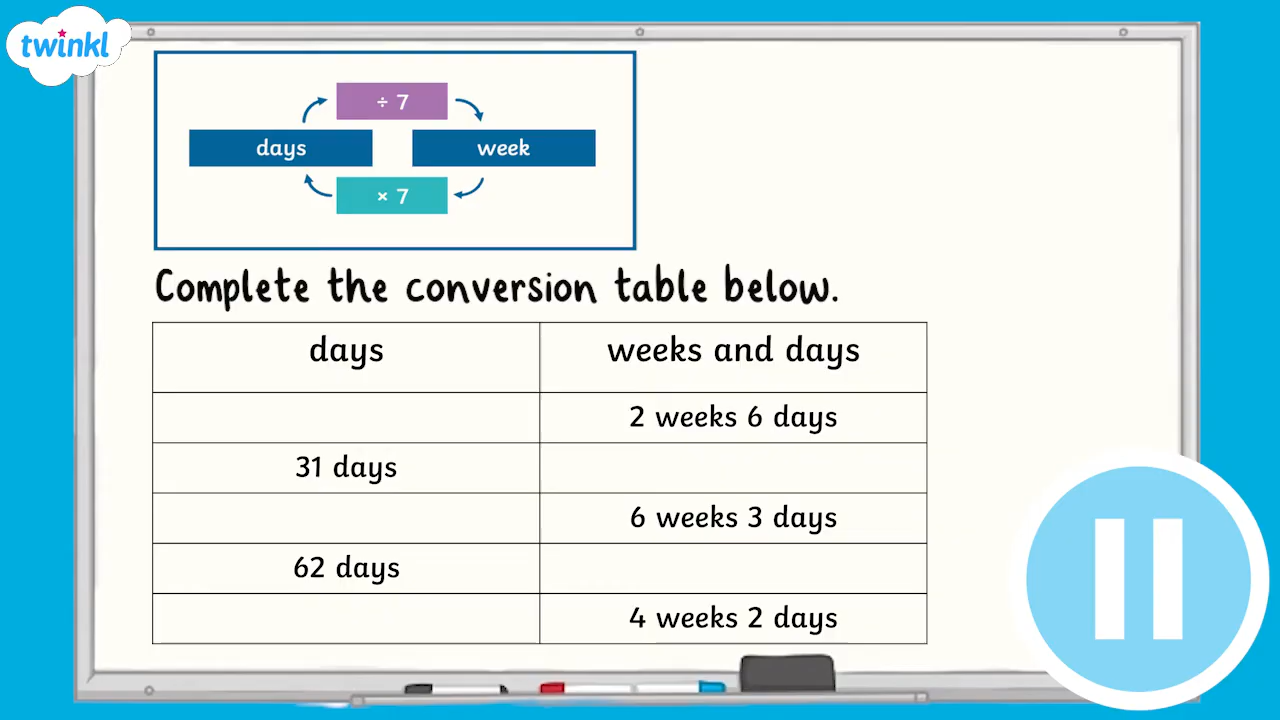 twinkl
÷ 7
days
week
× 7
Complete the conversion table below.
days weeks and days
2 weeks 6 days
31 days
6 weeks 3 days
62 days
4 weeks 2 days